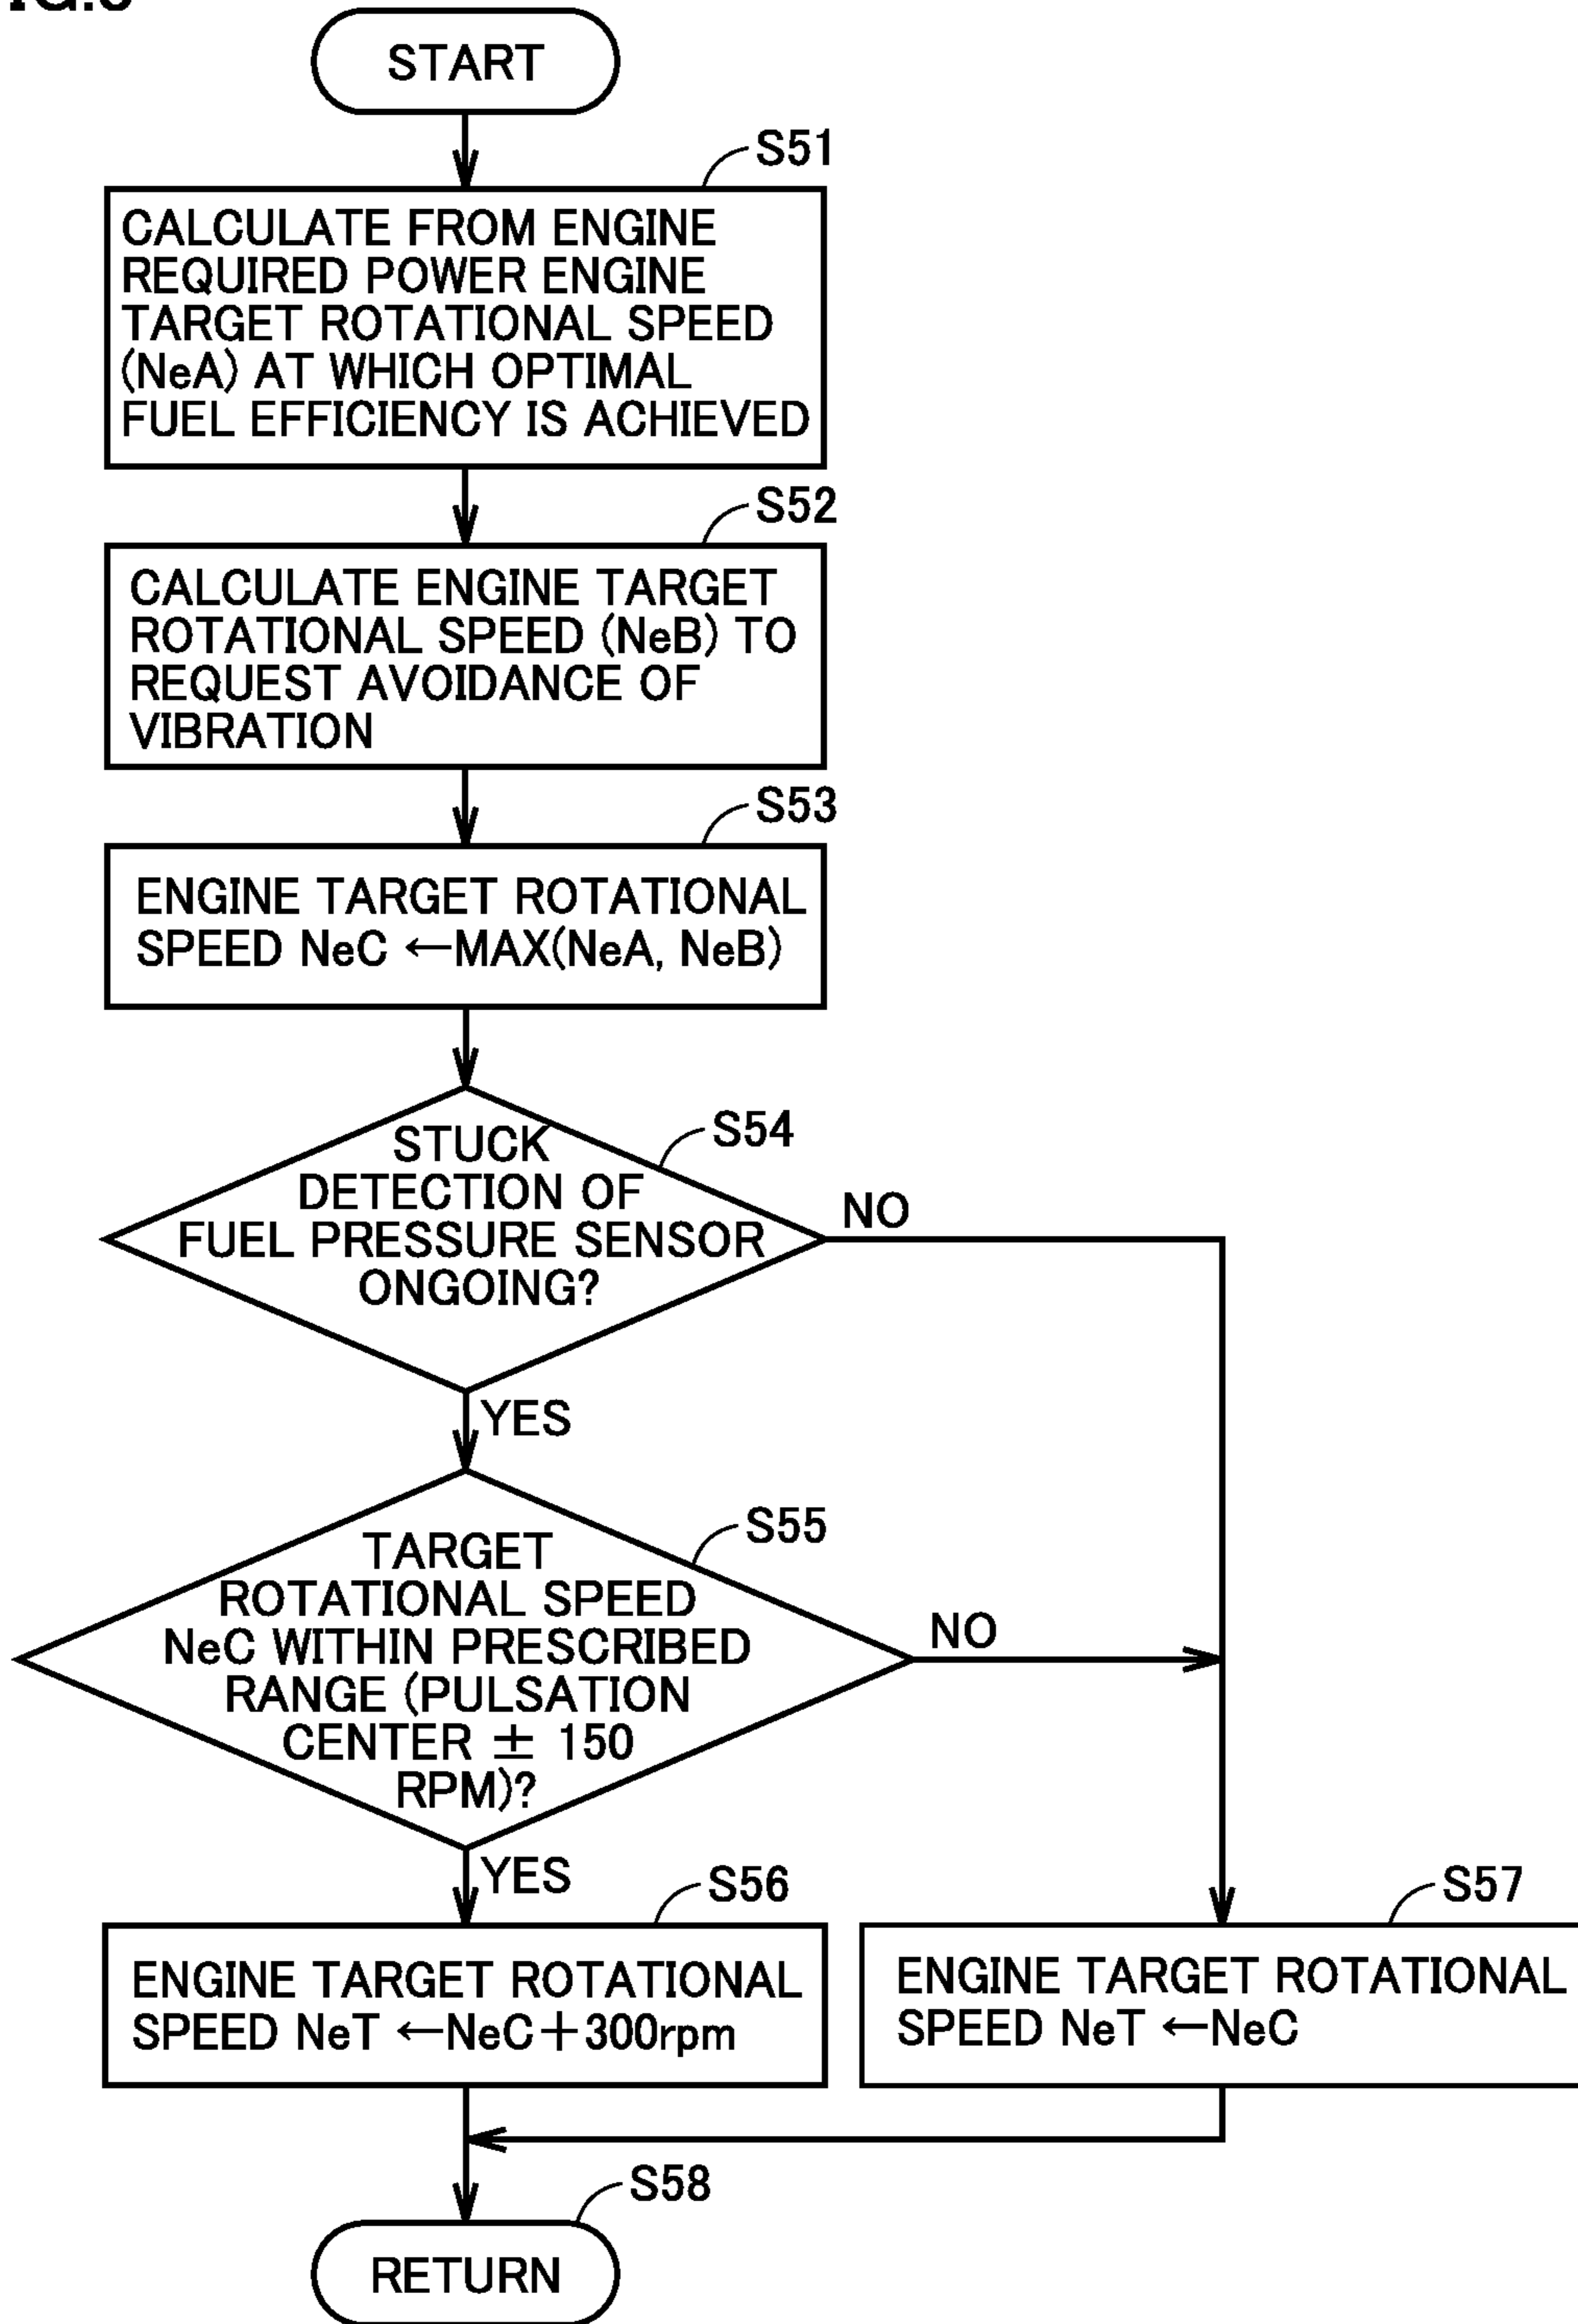 START
S51
CALCULATE FROM ENGINE
REQUIRED POWER ENGINE
TARGET ROTATIONAL SPEED
(NeA) AT WHICH OPTIMAL
FUEL EFFICIENCY IS ACHIEVED
S52
CALCULATE ENGINE TARGET
ROTATIONAL SPEED (NeB) TO
REQUEST AVOIDANCE OF
VIBRATION
S53
ENGINE TARGET ROTATIONAL
SPEED NeC ←MAX(NeA, NeB)
S54
STUCK
DETECTION OF
FUEL PRESSURE SENSOR
ONGOING?
NO
YES
S55
TARGET
ROTATIONAL SPEED
NeC WITHIN PRESCRIBED
RANGE (PULSATION
CENTER ± 150
RPM)?
NO
YES
S56
ENGINE TARGET ROTATIONAL
SPEED NeT ←NeC+300rpm
S57
ENGINE TARGET ROTATIONAL
SPEED NeT ←NeC
S58
RETURN